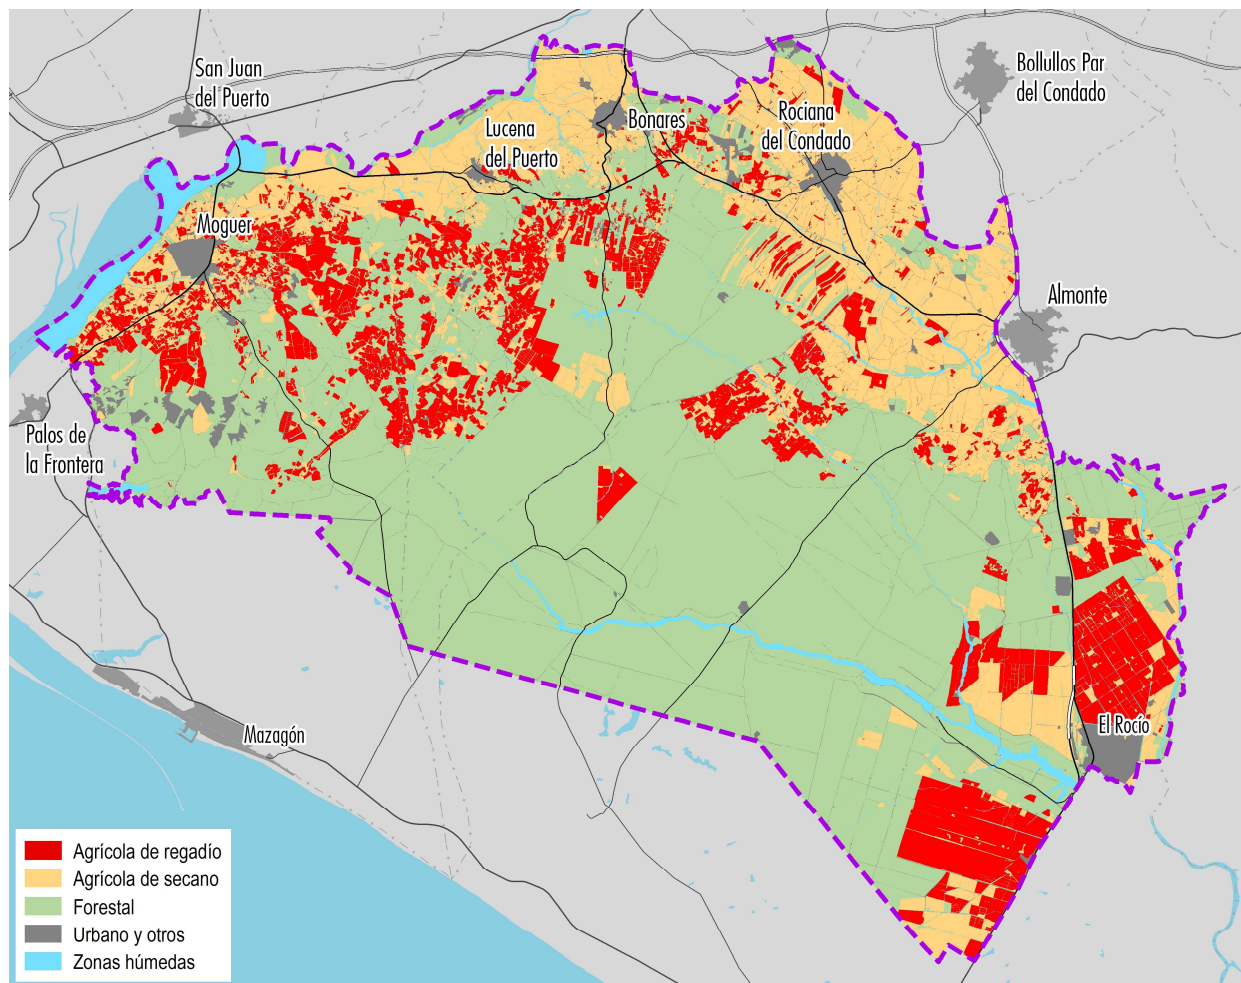 San Juan
del Puerto
Bollullos Par
del Condado
Lucena
del Puerto
Bonares
Rociana
del Condado
Moguer
Almonte
Palos de
la Frontera
Mazagón
El Rocío
Agrícola de regadío
Agrícola de secano
Forestal
Urbano y otros
Zonas húmedas